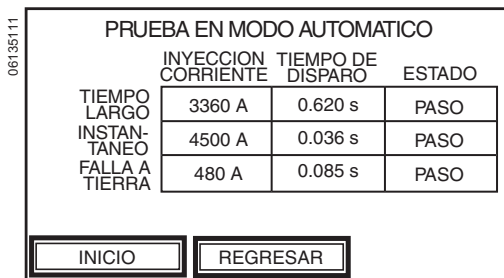 06135111
PRUEBA EN MODO AUTOMATICO
INYECCION CORRIENTE TIEMPO DE DISPARO ESTADO
TIEMPO LARGO 3360 A 0.620 s PASO
INSTAN-TANEO 4500 A 0.036 s PASO
FALLA A TIERRA 480 A 0.085 s PASO
INICIO REGRESAR